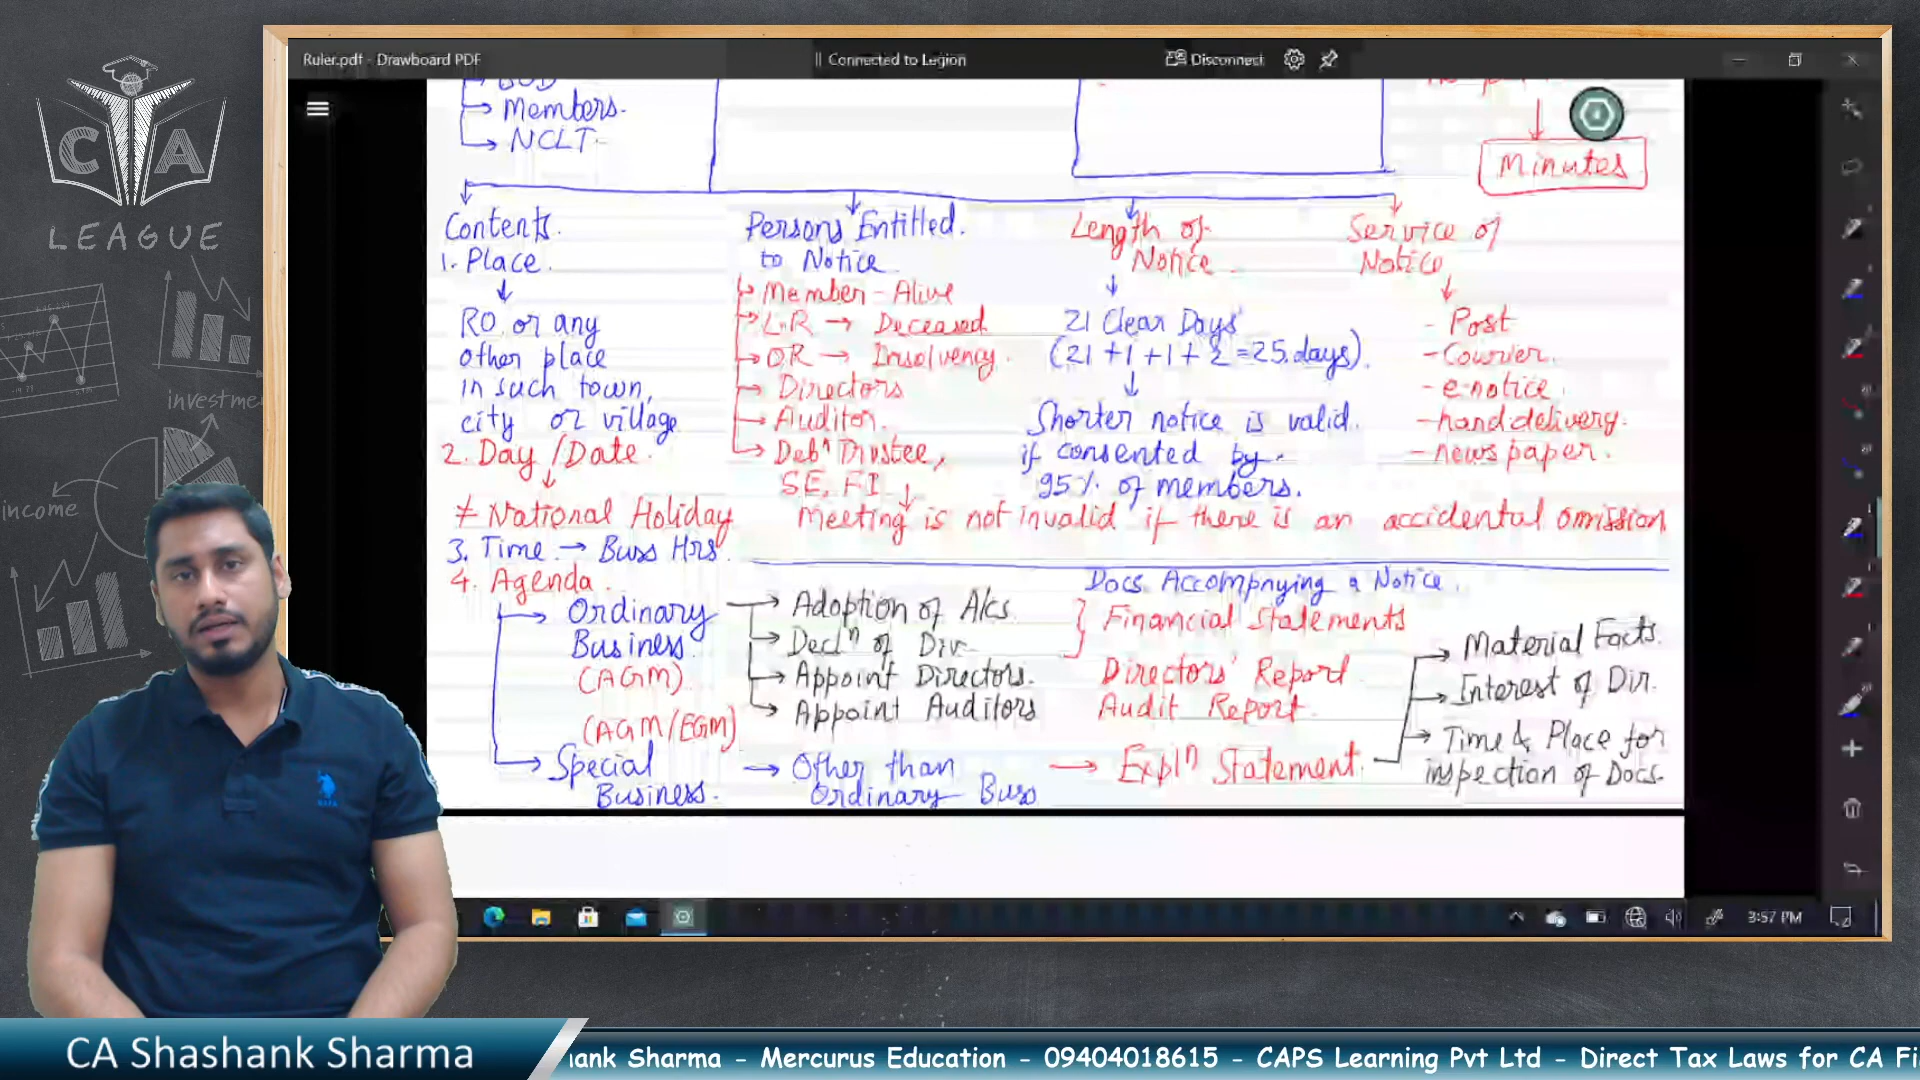 Ruler.pdf - Drawboard PDF
|| Connected to Legion
Disconnect
CTA
LEAGUE
investme
income
Members.
NCLT.
Minutes
Contents.
1. Place.
RO or any
other place
in such town,
city or village
2. Day / Date.
≠ National Holiday
3. Time → Buss Hrs.
4. Agenda.
Persons Entitled.
to Notice
Member - Alive
L.R → Deceased
OR → Insolvency.
Directors
Auditor.
Debⁿ Trustee,
SE, FI
Meeting is not invalid if there is an accidental omission
Length of
Notice.
21 Clear Days'
(21 + 1 + 1 + 2 = 25 days).
Shorter notice is valid.
if consented by
95% of members.
Service of
Notice
- Post
- Courier.
- e-notice.
- hand delivery.
- news paper.
Ordinary
Business.
(AGM)
(AGM/EGM)
Special
Business.
Adoption of A/cs.
Declⁿ of Div.
Appoint Directors.
Appoint Auditors
→ Other than
Ordinary Buss
Docs. Accompnying a Notice.
Financial Statements
Directors' Report
Audit Report.
→ Explⁿ Statement.
Material Facts.
Interest of Dir.
Time & Place for
inspection of Docs.
3:57 PM
CA Shashank Sharma
ank Sharma - Mercurus Education - 09404018615 - CAPS Learning Pvt Ltd - Direct Tax Laws for CA Fi